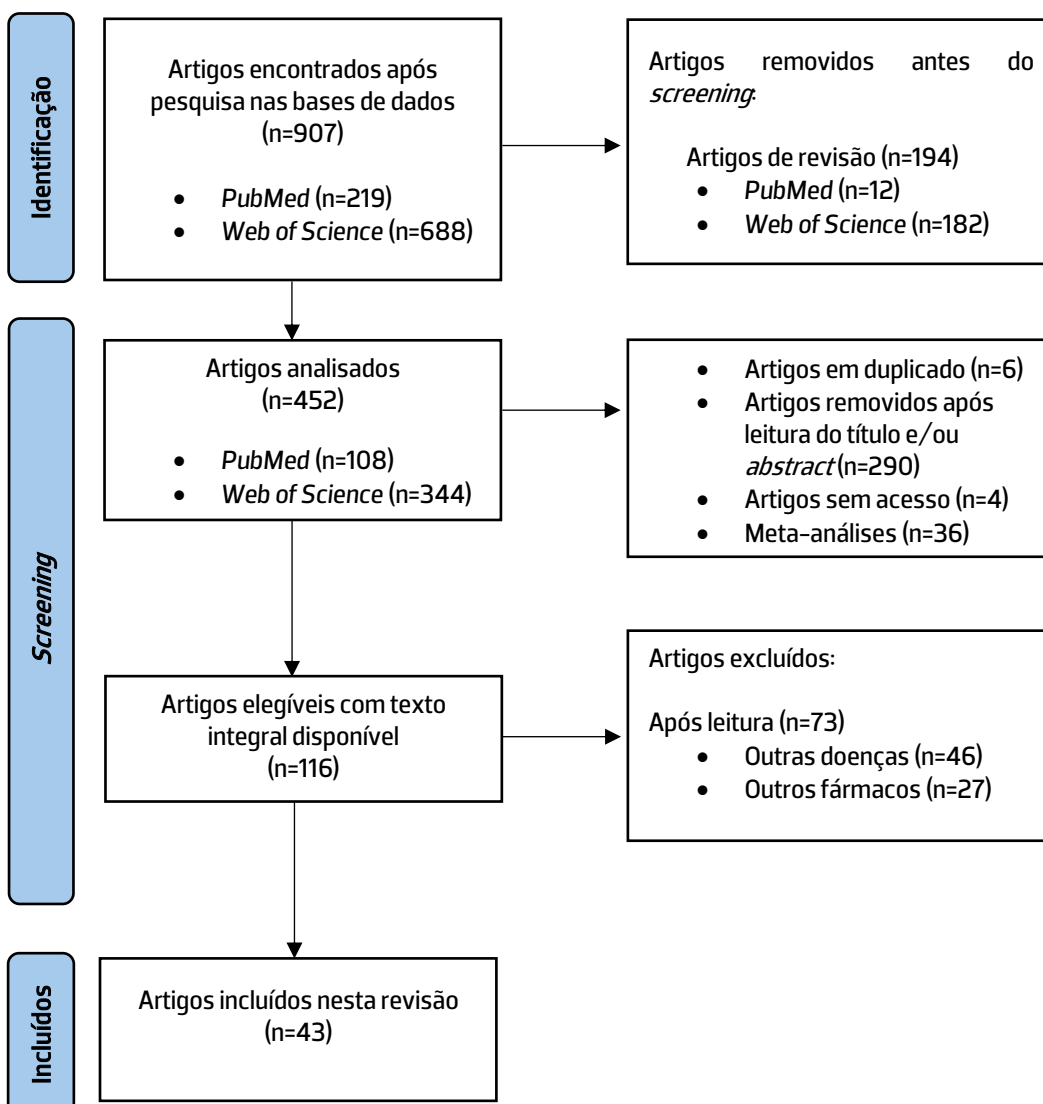 Identificação
Artigos encontrados após
pesquisa nas bases de dados
(n=907)
• PubMed (n=219)
• Web of Science (n=688)
Artigos removidos antes do
screening:
Artigos de revisão (n=194)
• PubMed (n=12)
• Web of Science (n=182)
Screening
Artigos analisados
(n=452)
• PubMed (n=108)
• Web of Science (n=344)
• Artigos em duplicado (n=6)
• Artigos removidos após
leitura do título e/ou
abstract (n=290)
• Artigos sem acesso (n=4)
• Meta-análises (n=36)
Artigos elegíveis com texto
integral disponível
(n=116)
Artigos excluídos:
Após leitura (n=73)
• Outras doenças (n=46)
• Outros fármacos (n=27)
Incluídos
Artigos incluídos nesta revisão
(n=43)